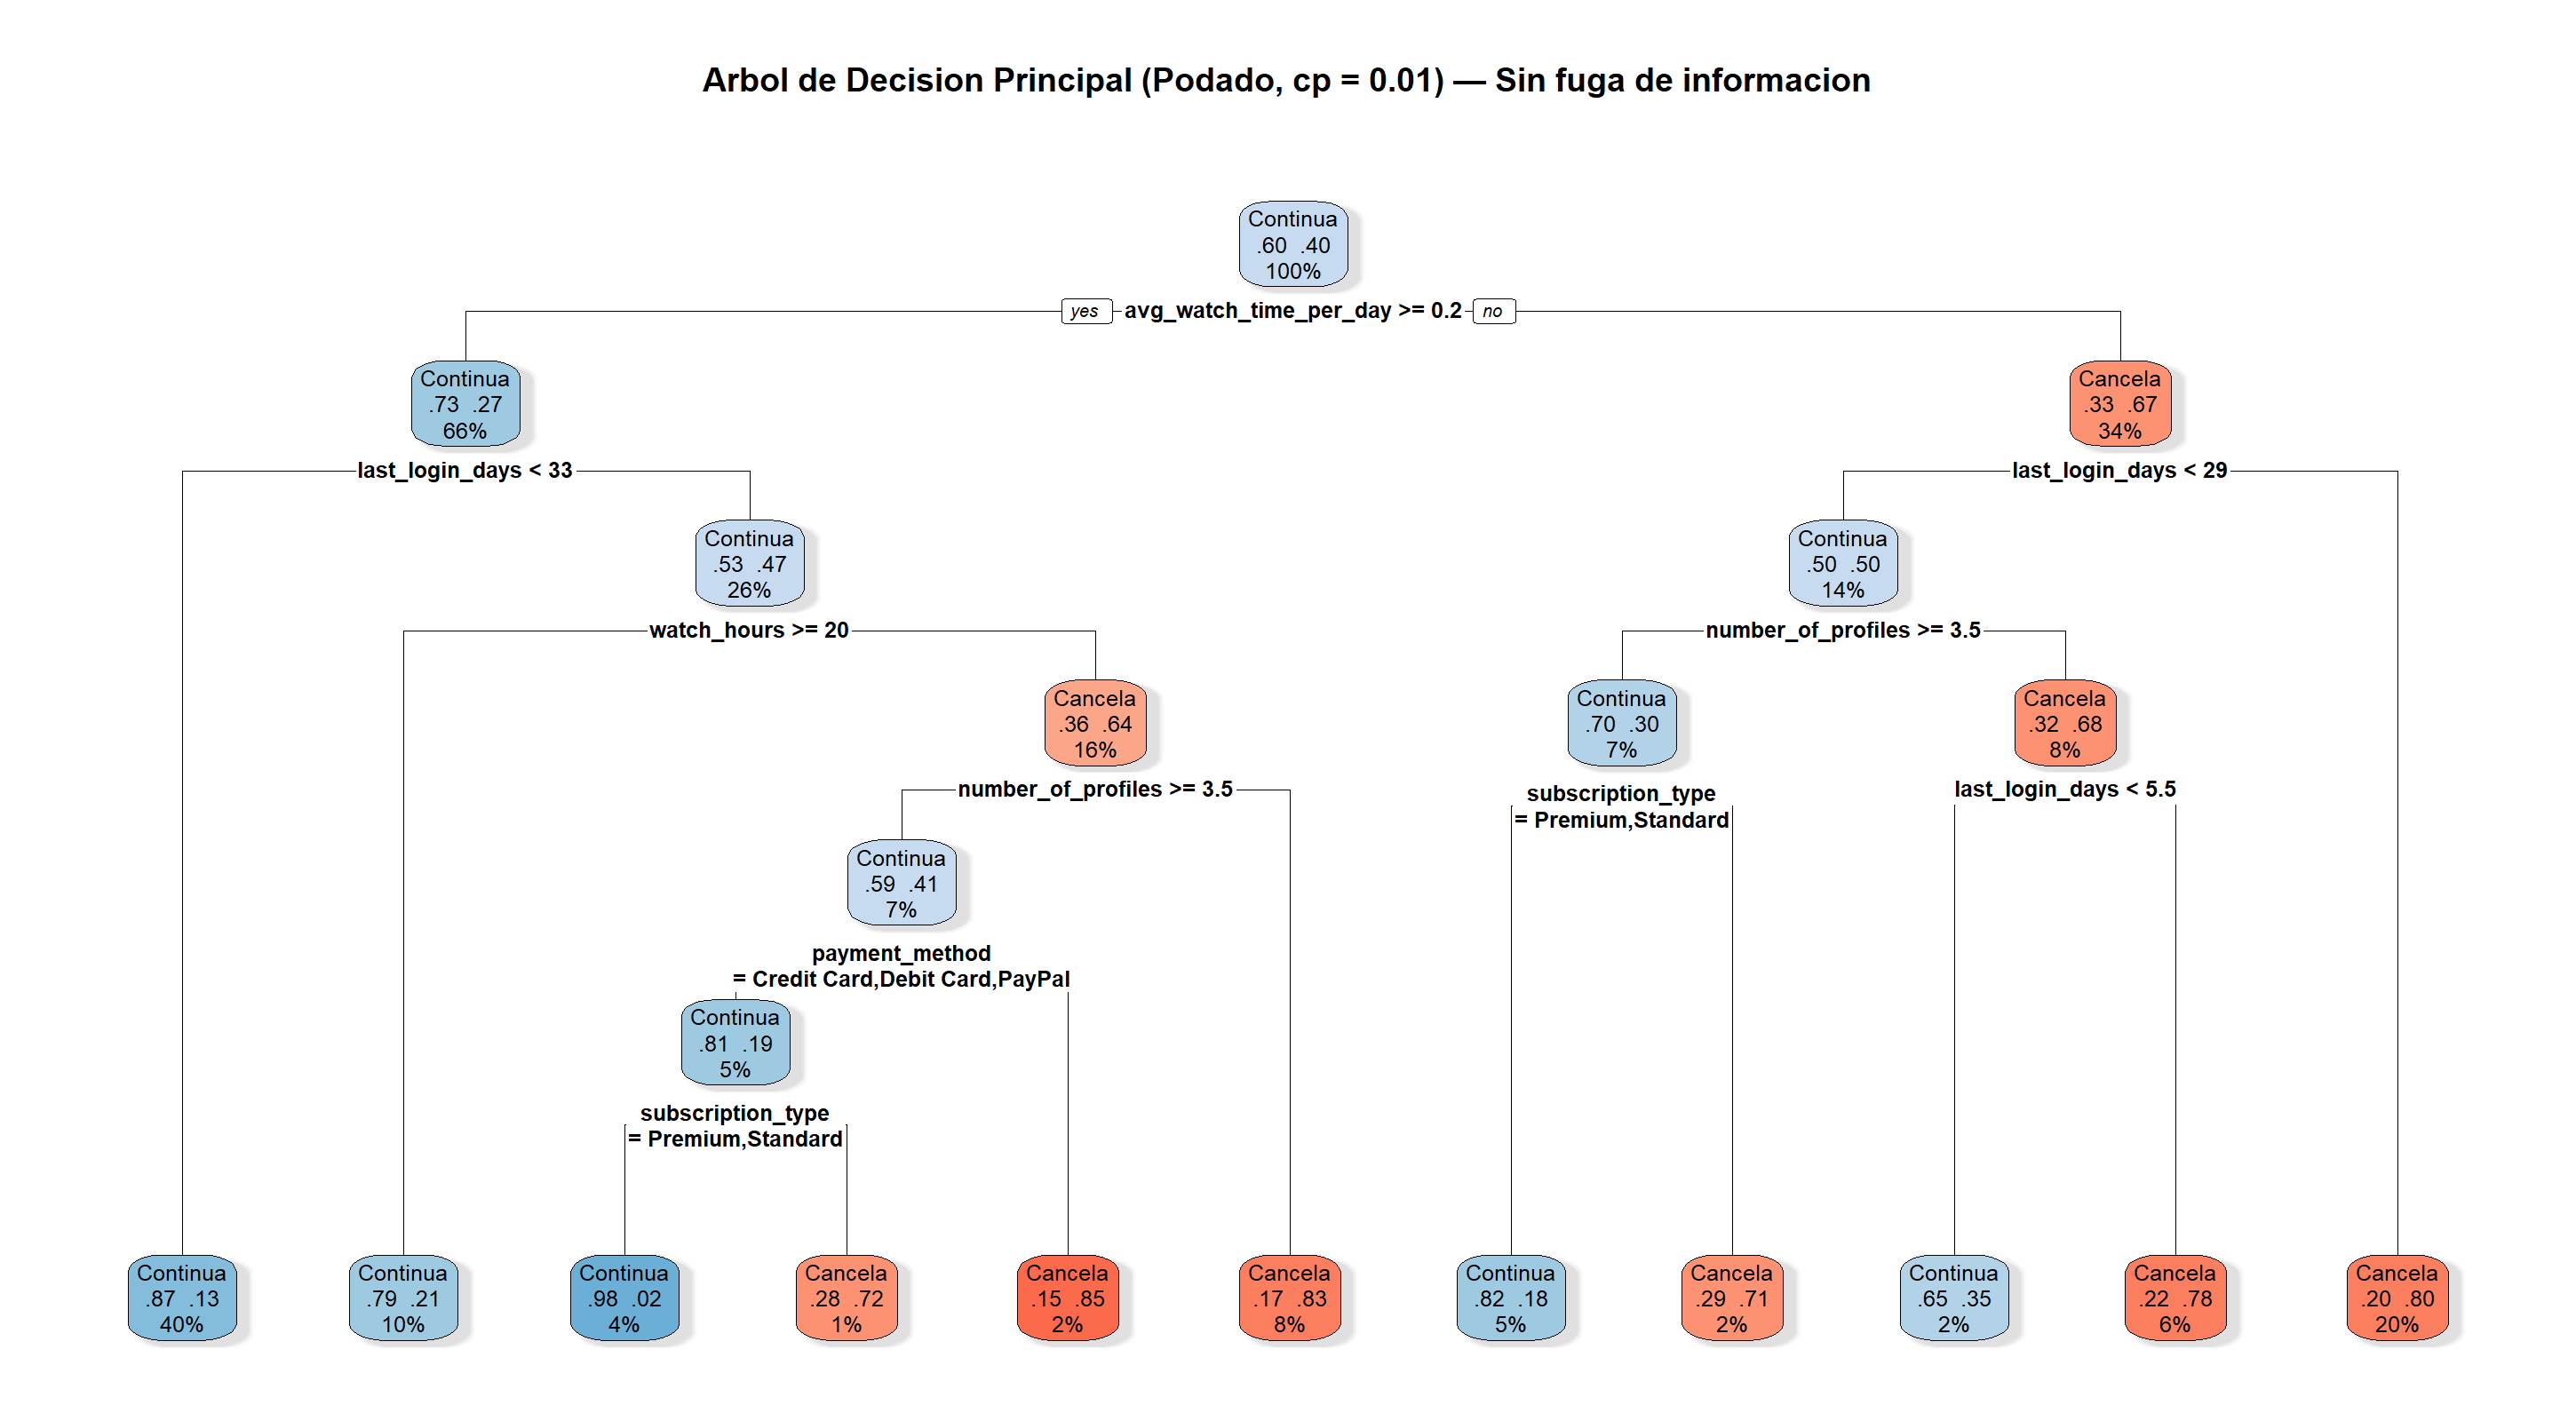 Arbol de Decision Principal (Podado, cp = 0.01) — Sin fuga de informacion
Continua
.60 .40
100%
yes avg_watch_time_per_day >= 0.2 no
Continua
.73 .27
66%
Cancela
.33 .67
34%
last_login_days < 33
last_login_days < 29
Continua
.53 .47
26%
Continua
.50 .50
14%
watch_hours >= 20
number_of_profiles >= 3.5
Cancela
.36 .64
16%
Continua
.70 .30
7%
Cancela
.32 .68
8%
number_of_profiles >= 3.5
subscription_type
= Premium,Standard
last_login_days < 5.5
Continua
.59 .41
7%
payment_method
= Credit Card,Debit Card,PayPal
Continua
.81 .19
5%
subscription_type
= Premium,Standard
Continua
.87 .13
40%
Continua
.79 .21
10%
Continua
.98 .02
4%
Cancela
.28 .72
1%
Cancela
.15 .85
2%
Cancela
.17 .83
8%
Continua
.82 .18
5%
Cancela
.29 .71
2%
Continua
.65 .35
2%
Cancela
.22 .78
6%
Cancela
.20 .80
20%